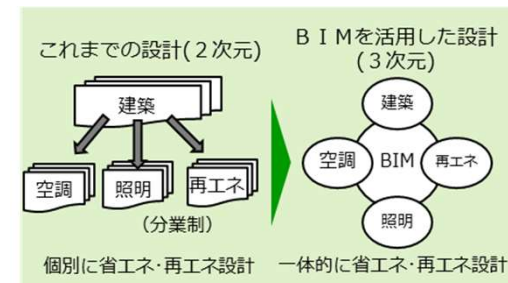 これまでの設計(２次元)
建築
空調
照明
再エネ
(分業制)
個別に省エネ･再エネ設計
ＢＩＭを活用した設計
(３次元)
建築
空調
BIM
再エネ
照明
一体的に省エネ･再エネ設計